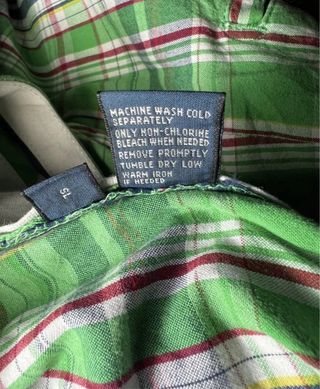 MACHINE WASH COLD
SEPARATELY
ONLY NON-CHLORINE
BLEACH WHEN NEEDED
REMOVE PROMPTLY
TUMBLE DRY LOW
WARM IRON
IF NEEDED